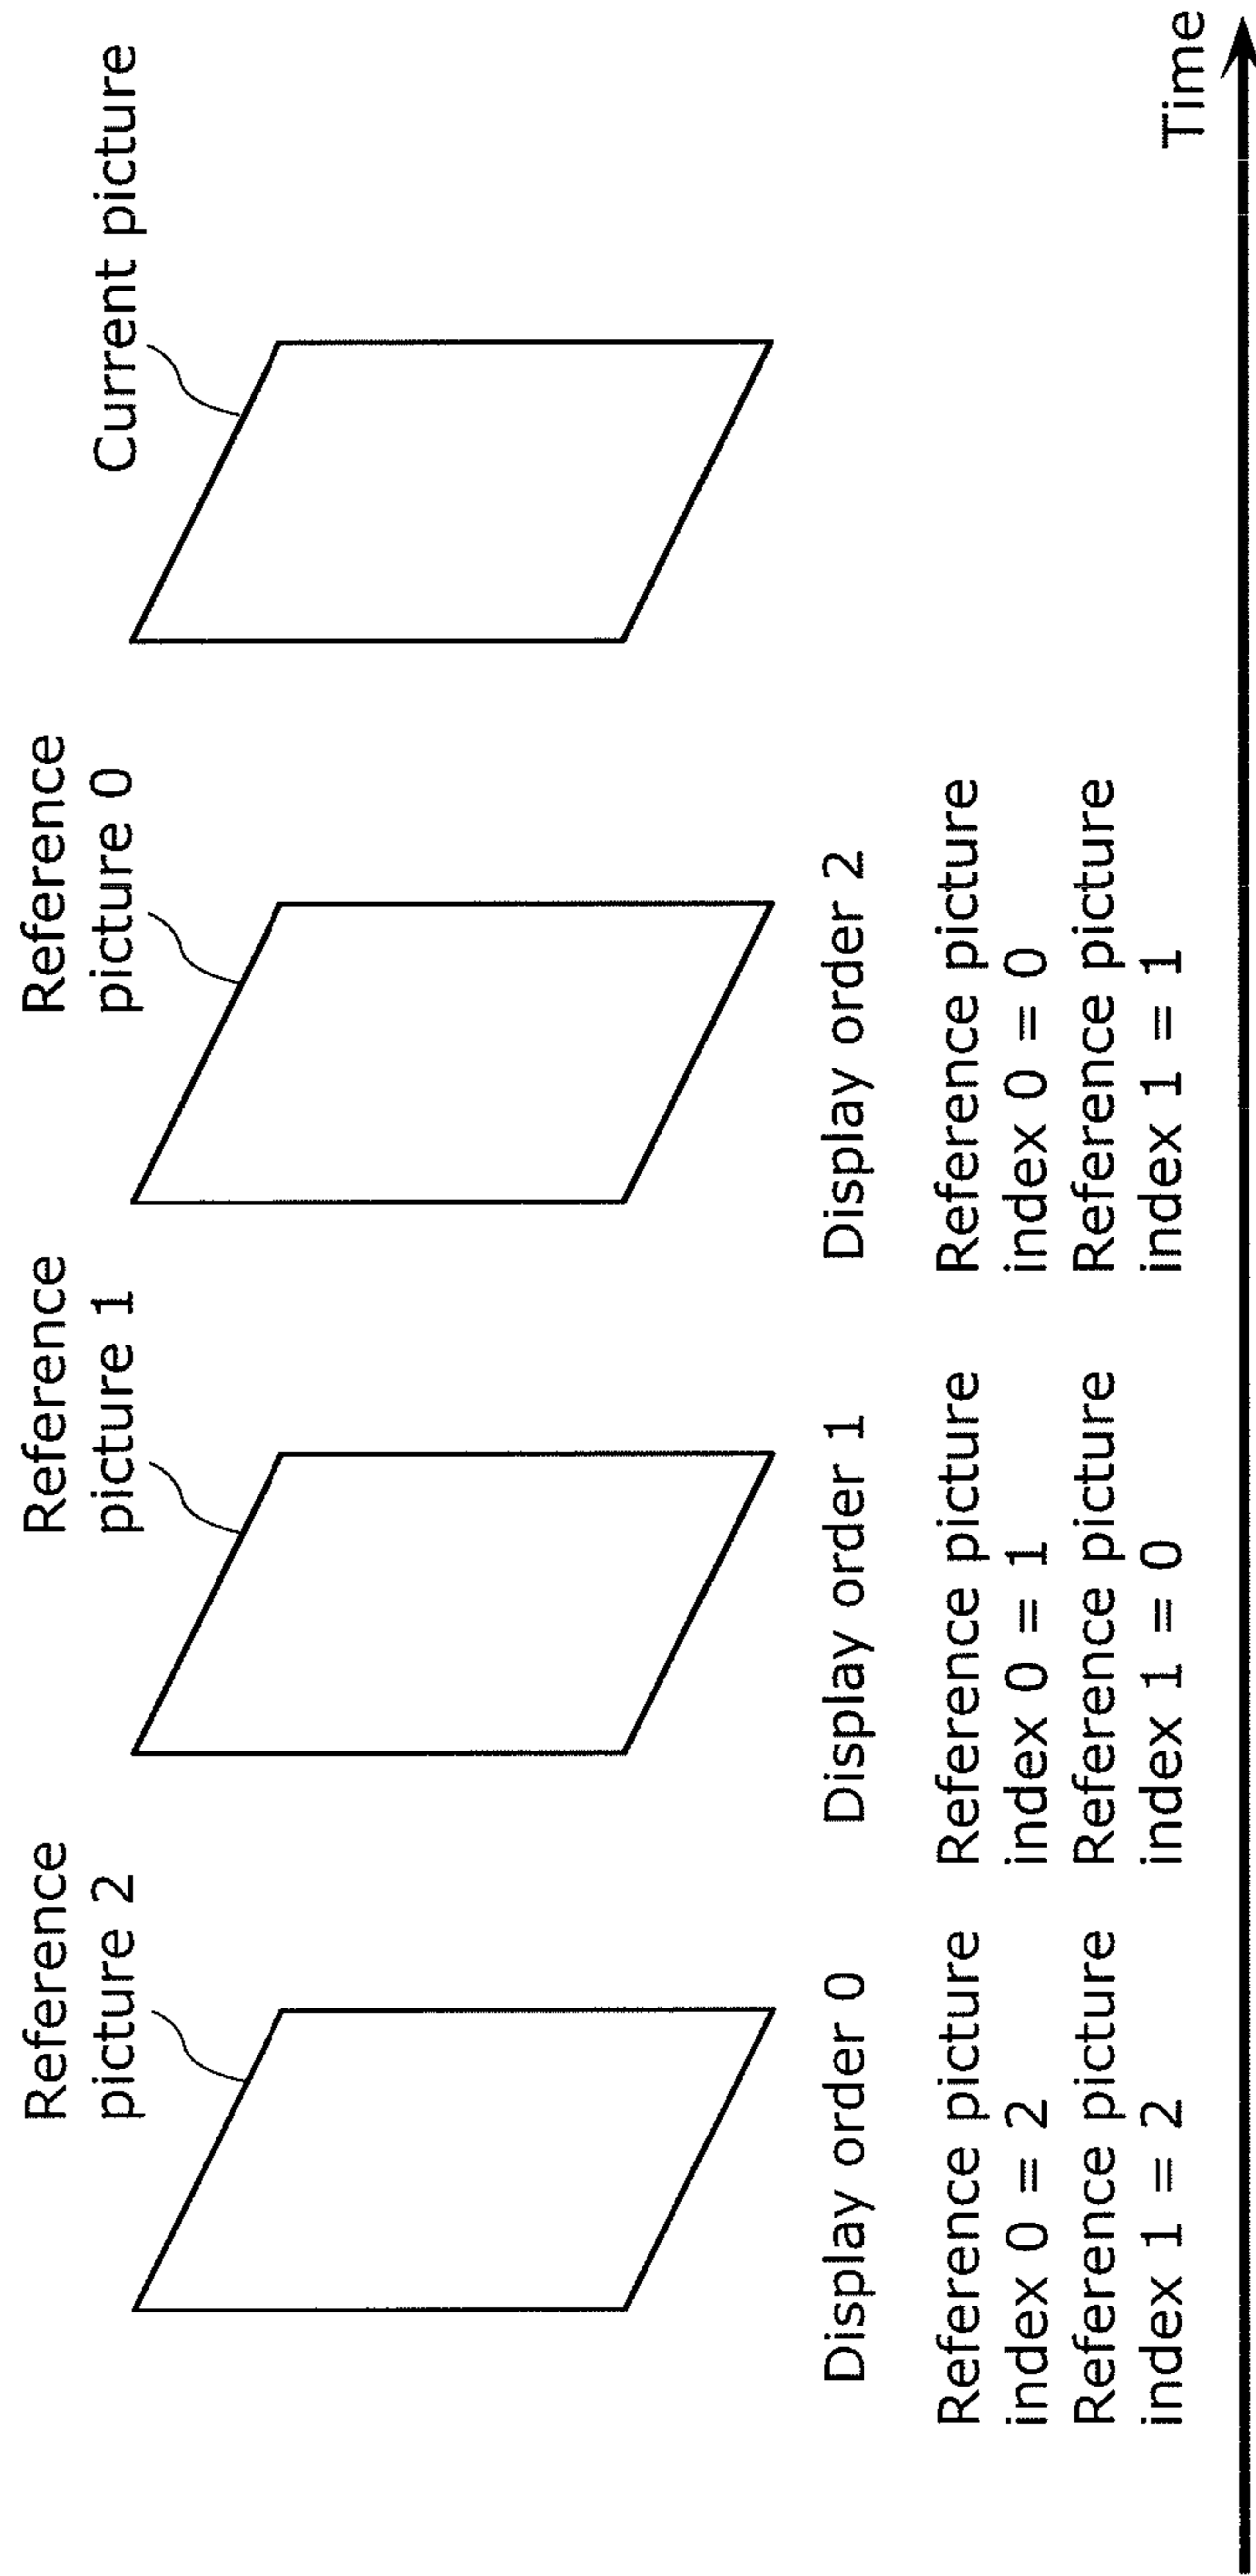 Reference
picture 2
Reference
picture 1
Reference
picture 0
Current picture
Display order 0
Display order 1
Display order 2
Reference picture
index 0 = 2
Reference picture
index 1 = 2
Reference picture
index 0 = 1
Reference picture
index 1 = 0
Reference picture
index 0 = 0
Reference picture
index 1 = 1
Time